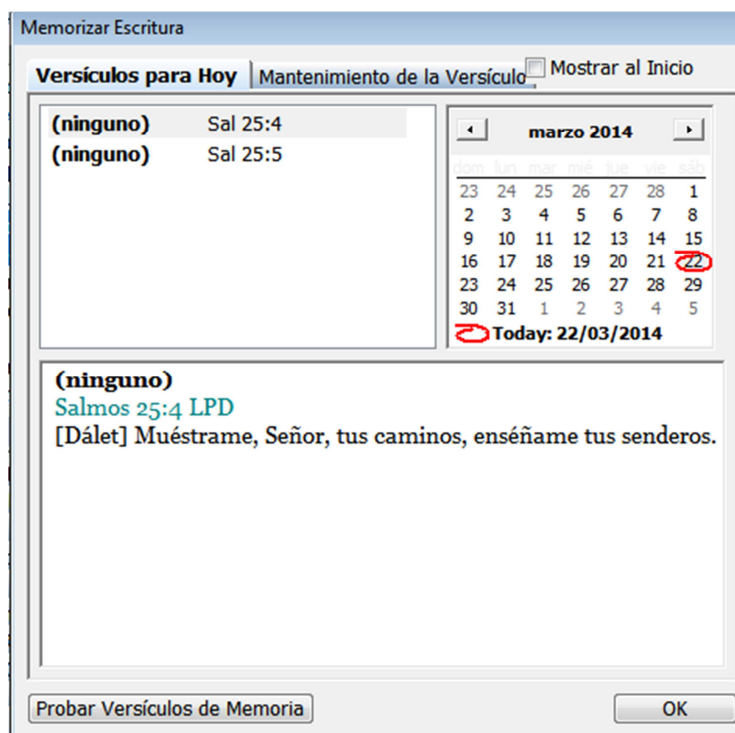 Memorizar Escritura
Versículos para Hoy Mantenimiento de la Versículo Mostrar al Inicio
(ninguno) Sal 25:4
(ninguno) Sal 25:5
marzo 2014
dom lun mar mié jue vie sáb
23 24 25 26 27 28 1
2 3 4 5 6 7 8
9 10 11 12 13 14 15
16 17 18 19 20 21 22
23 24 25 26 27 28 29
30 31 1 2 3 4 5
Today: 22/03/2014
(ninguno)
Salmos 25:4 LPD
[Dálet] Muéstrame, Señor, tus caminos, enséñame tus senderos.
Probar Versículos de Memoria OK